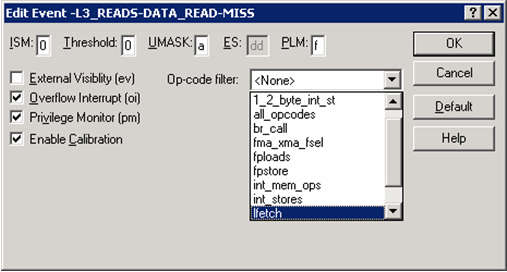 Edit Event -L3_READS-DATA_READ-MISS
ISM: 0 Threshold: 0 UMASK: a ES: dd PLM: f
OK
External Visiblity (ev)
Op-code filter: <None>
Cancel
Overflow Interrupt (oi)
1_2_byte_int_st
all_opcodes
Default
Privilege Monitor (pm)
br_call
fma_xma_fsel
Help
Enable Calibration
fploads
fpstore
int_mem_ops
int_stores
lfetch